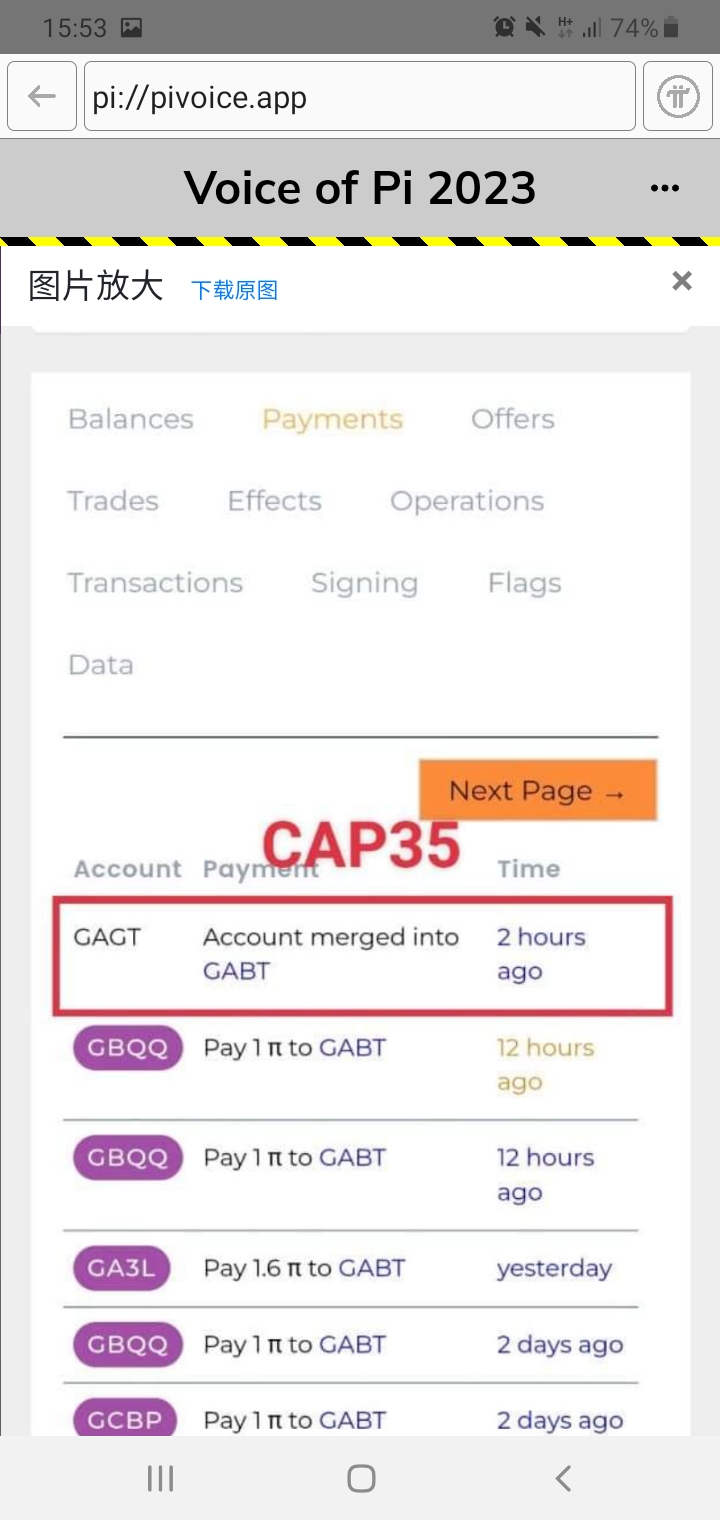 15:53 74%
pi://pivoice.app
Voice of Pi 2023
图片放大 下载原图
Balances Payments Offers
Trades Effects Operations
Transactions Signing Flags
Data
Next Page →
CAP35
Account Payment Time
GAGT Account merged into 2 hours
GABT ago
GBQQ Pay 1 π to GABT 12 hours
ago
GBQQ Pay 1 π to GABT 12 hours
ago
GA3L Pay 1.6 π to GABT yesterday
GBQQ Pay 1 π to GABT 2 days ago
GCBP Pay 1 π to GABT 2 days ago